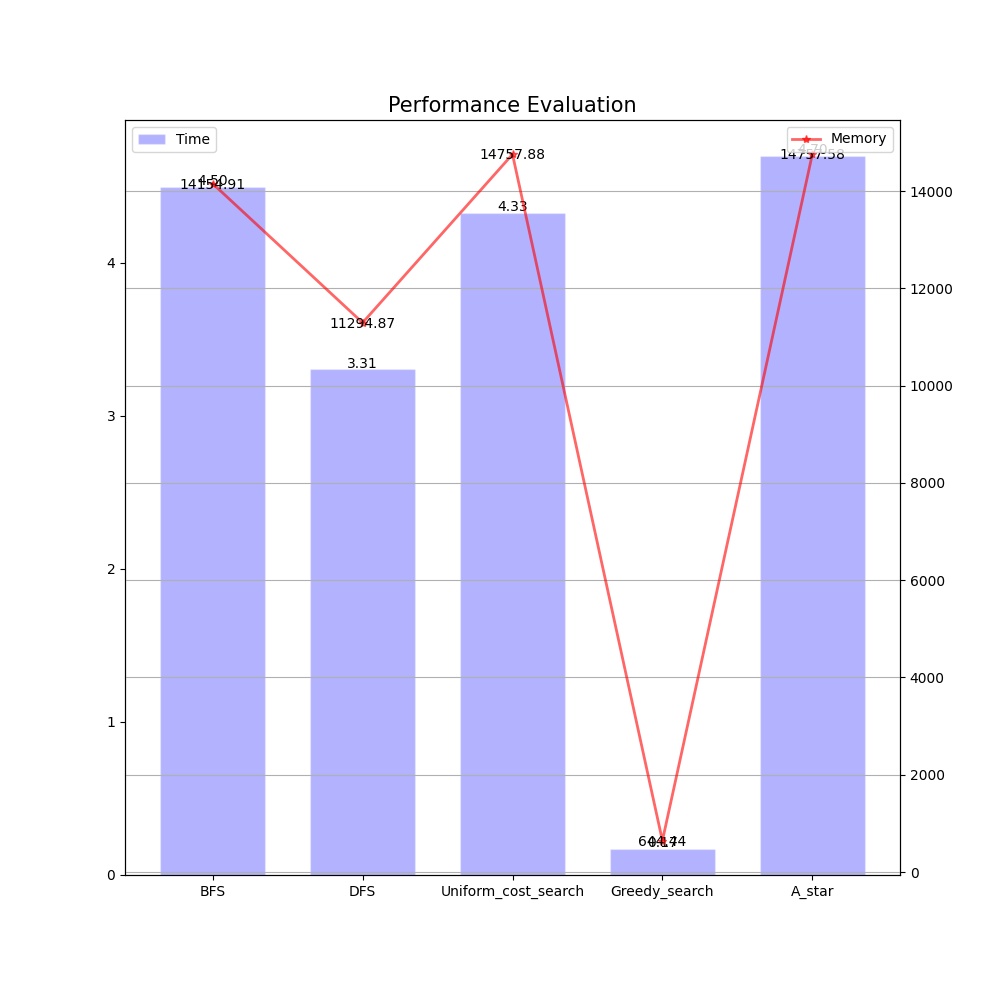 Performance Evaluation
Time
Memory
4.50
14154.91
11294.87
3.31
14757.88
4.33
4.70
14757.58
0.17
4
3
2
1
0
14000
12000
10000
8000
6000
4000
2000
0
BFS
DFS
Uniform_cost_search
Greedy_search
A_star